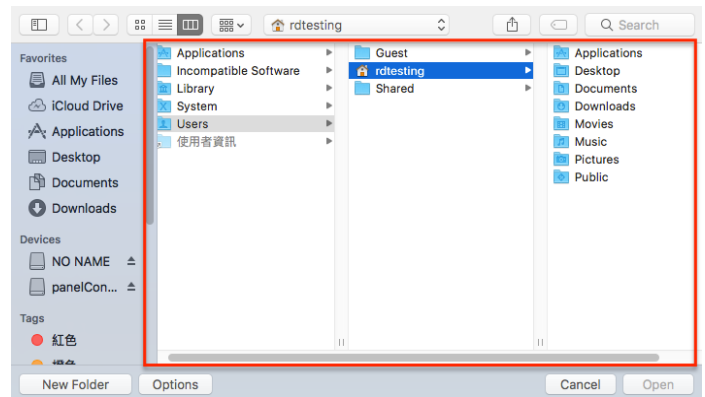 rdtesting
Search
Favorites
All My Files
iCloud Drive
Applications
Desktop
Documents
Downloads
Devices
NO NAME
panelCon...
Tags
紅色
Applications
Incompatible Software
Library
System
Users
使用者資訊
Guest
rdtesting
Shared
Applications
Desktop
Documents
Downloads
Movies
Music
Pictures
Public
New Folder
Options
Cancel
Open